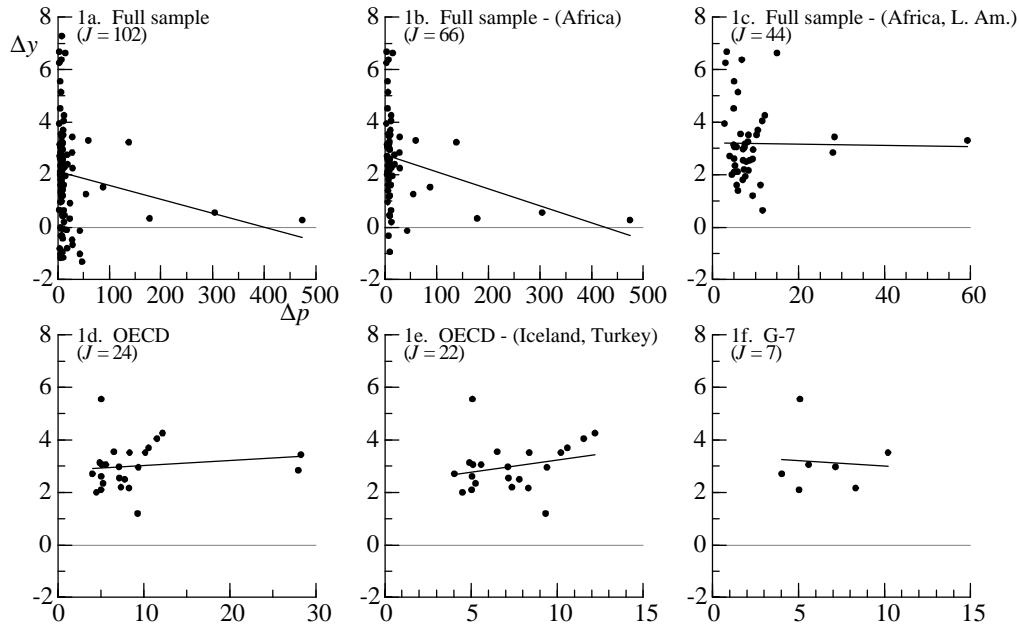 1a. Full sample
(J = 102)
Δy
8
6
4
2
0
-2
0 100 200 300 400 500
Δp
1b. Full sample - (Africa)
(J = 66)
8
6
4
2
0
-2
0 100 200 300 400 500
1c. Full sample - (Africa, L. Am.)
(J = 44)
8
6
4
2
0
-2
0 20 40 60
1d. OECD
(J = 24)
8
6
4
2
0
-2
0 10 20 30
1e. OECD - (Iceland, Turkey)
(J = 22)
8
6
4
2
0
-2
0 5 10 15
1f. G-7
(J = 7)
8
6
4
2
0
-2
0 5 10 15